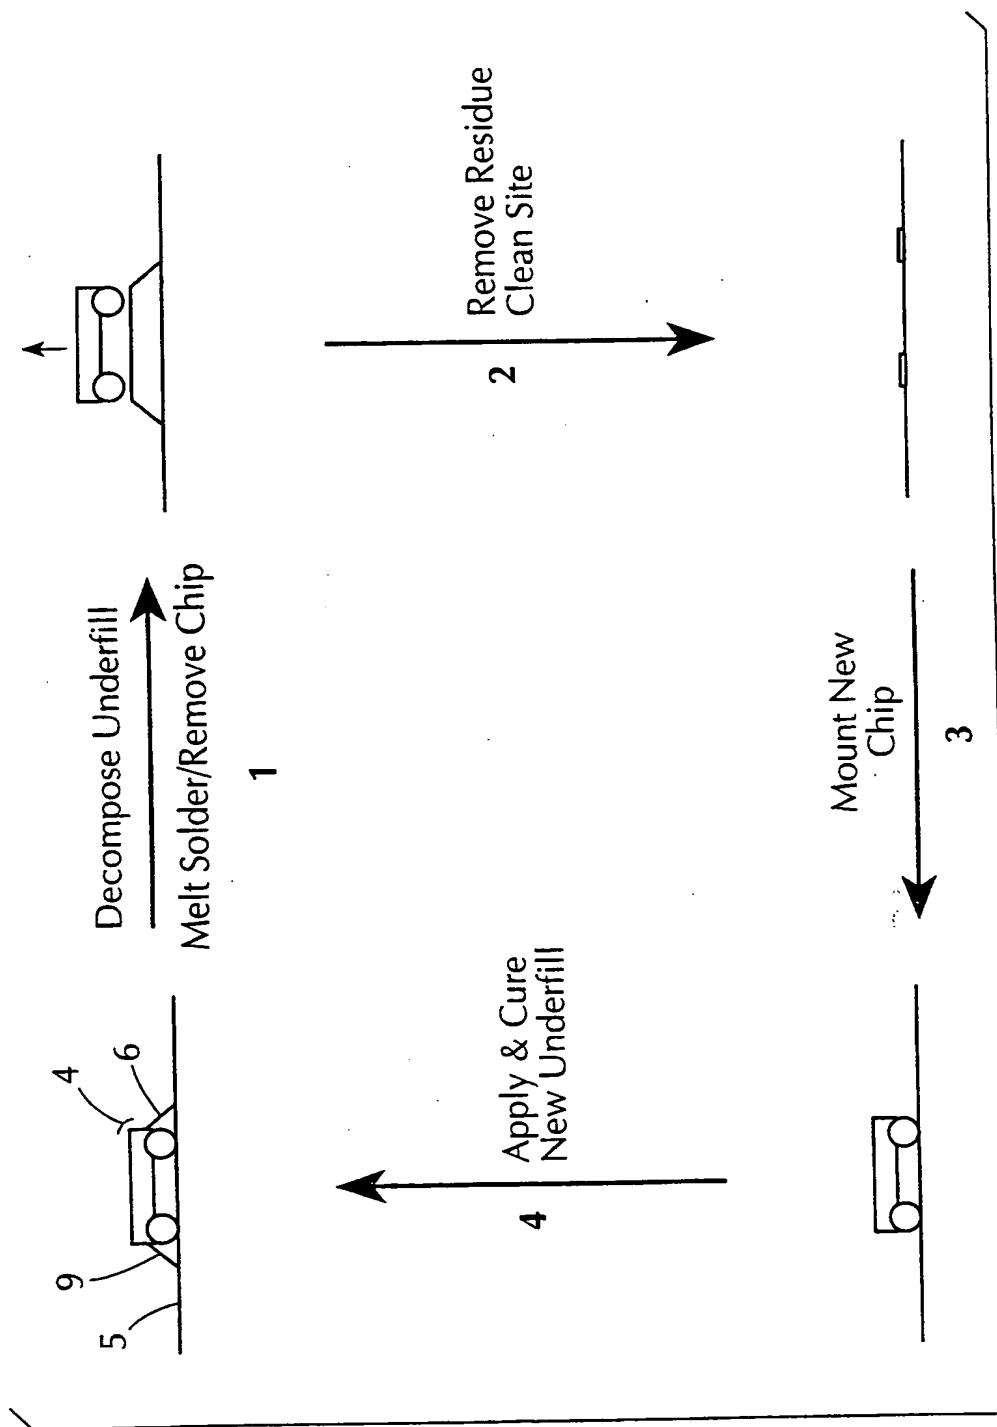 Decompose Underfill
Melt Solder/Remove Chip
1
4
6
9
5
Remove Residue
Clean Site
2
Apply & Cure
New Underfill
4
Mount New
Chip
3